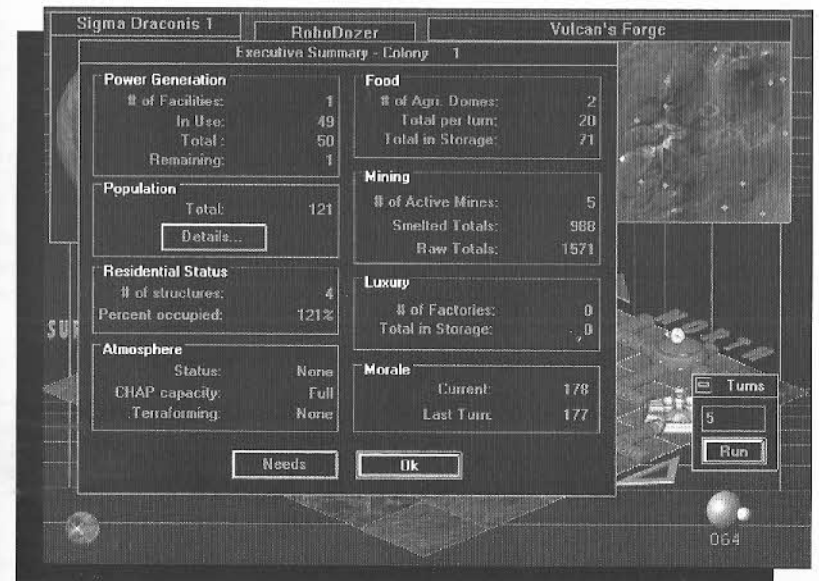 Sigma Draconis 1
RoboDozer
Vulcan's Forge
Executive Summary - Colony 1
Power Generation
# of Facilities: 1
In Use: 49
Total : 50
Remaining: 1
Population
Total: 121
Details...
Residential Status
# of structures: 4
Percent occupied: 121%
Atmosphere
Status: None
CHAP capacity: Full
Terraforming: None
Food
# of Agri. Domes: 2
Total per turn: 20
Total in Storage: 71
Mining
# of Active Mines: 5
Smelted Totals: 988
Raw Totals: 1571
Luxury
# of Factories: 0
Total in Storage: 0
Morale
Current: 178
Last Turn: 177
Needs
Ok
NORTH
Turns
5
Run
064